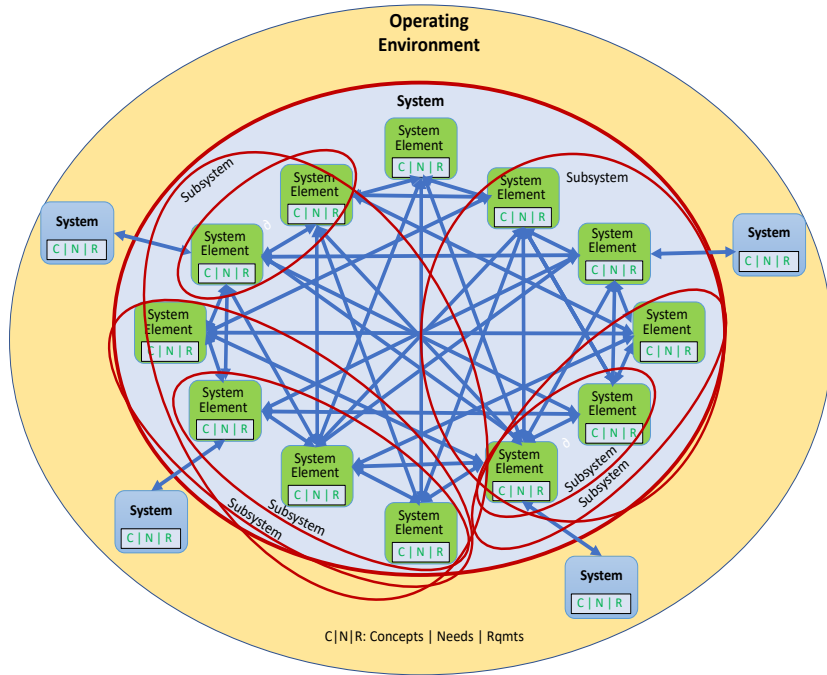 Operating
Environment
System
System
Element
C|N|R
Subsystem
System
Element
C|N|R
System
Element
C|N|R
Subsystem
System
C|N|R
System
Element
C|N|R
∂
System
Element
C|N|R
System
C|N|R
System
Element
C|N|R
System
Element
C|N|R
System
Element
C|N|R
System
Element
C|N|R
System
Element
C|N|R
System
Element
C|N|R
∂
Subsystem
Subsystem
System
C|N|R
Subsystem
Subsystem
System
Element
C|N|R
System
C|N|R
C|N|R: Concepts | Needs | Rqmts